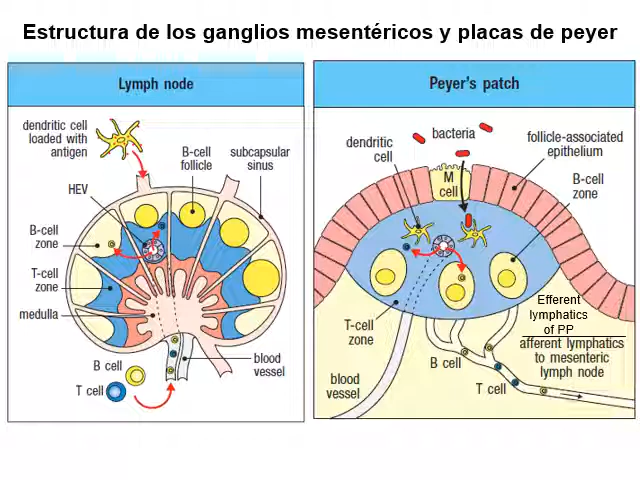 Estructura de los ganglios mesentéricos y placas de peyer
Lymph node
dendritic cell
loaded with
antigen
B-cell
follicle
subcapsular
sinus
HEV
B-cell
zone
T-cell
zone
medulla
B cell
T cell
blood
vessel
Peyer's patch
dendritic
cell
bacteria
follicle-associated
epithelium
M
cell
B-cell
zone
T-cell
zone
blood
vessel
B cell
T cell
Efferent
lymphatics
of PP
afferent lymphatics
to mesenteric
lymph node